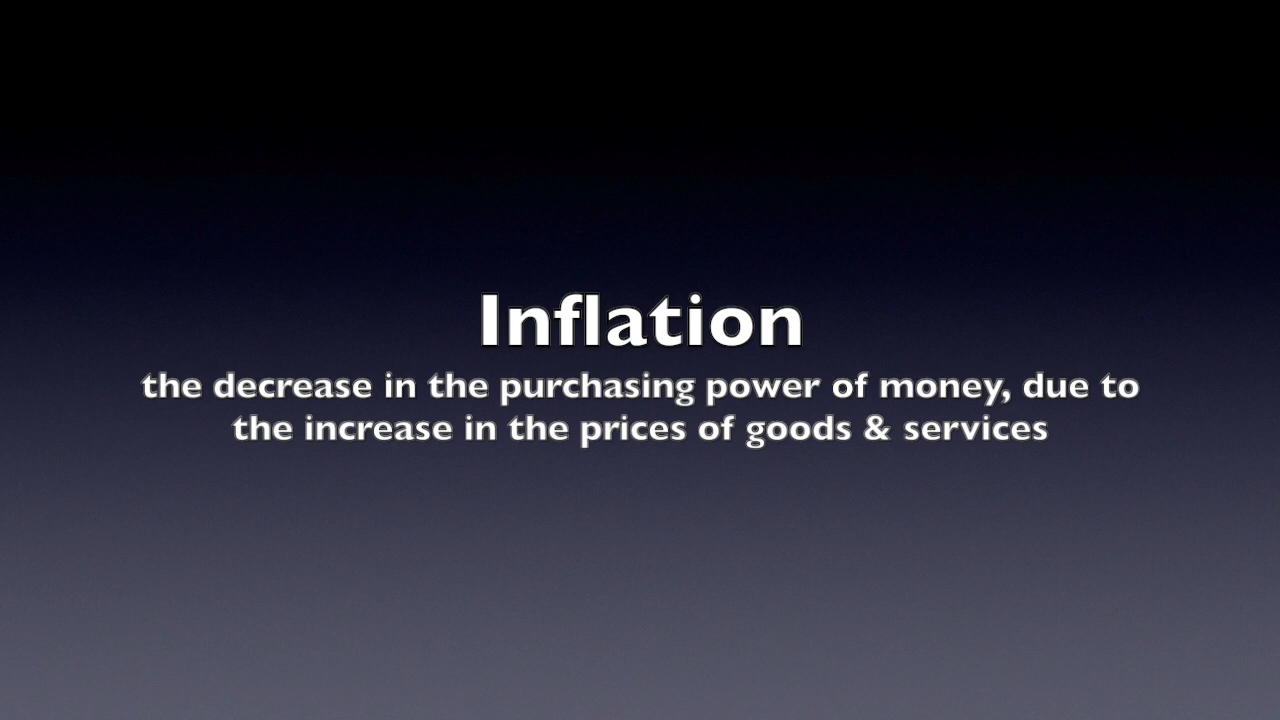 Inflation
the decrease in the purchasing power of money, due to
the increase in the prices of goods & services